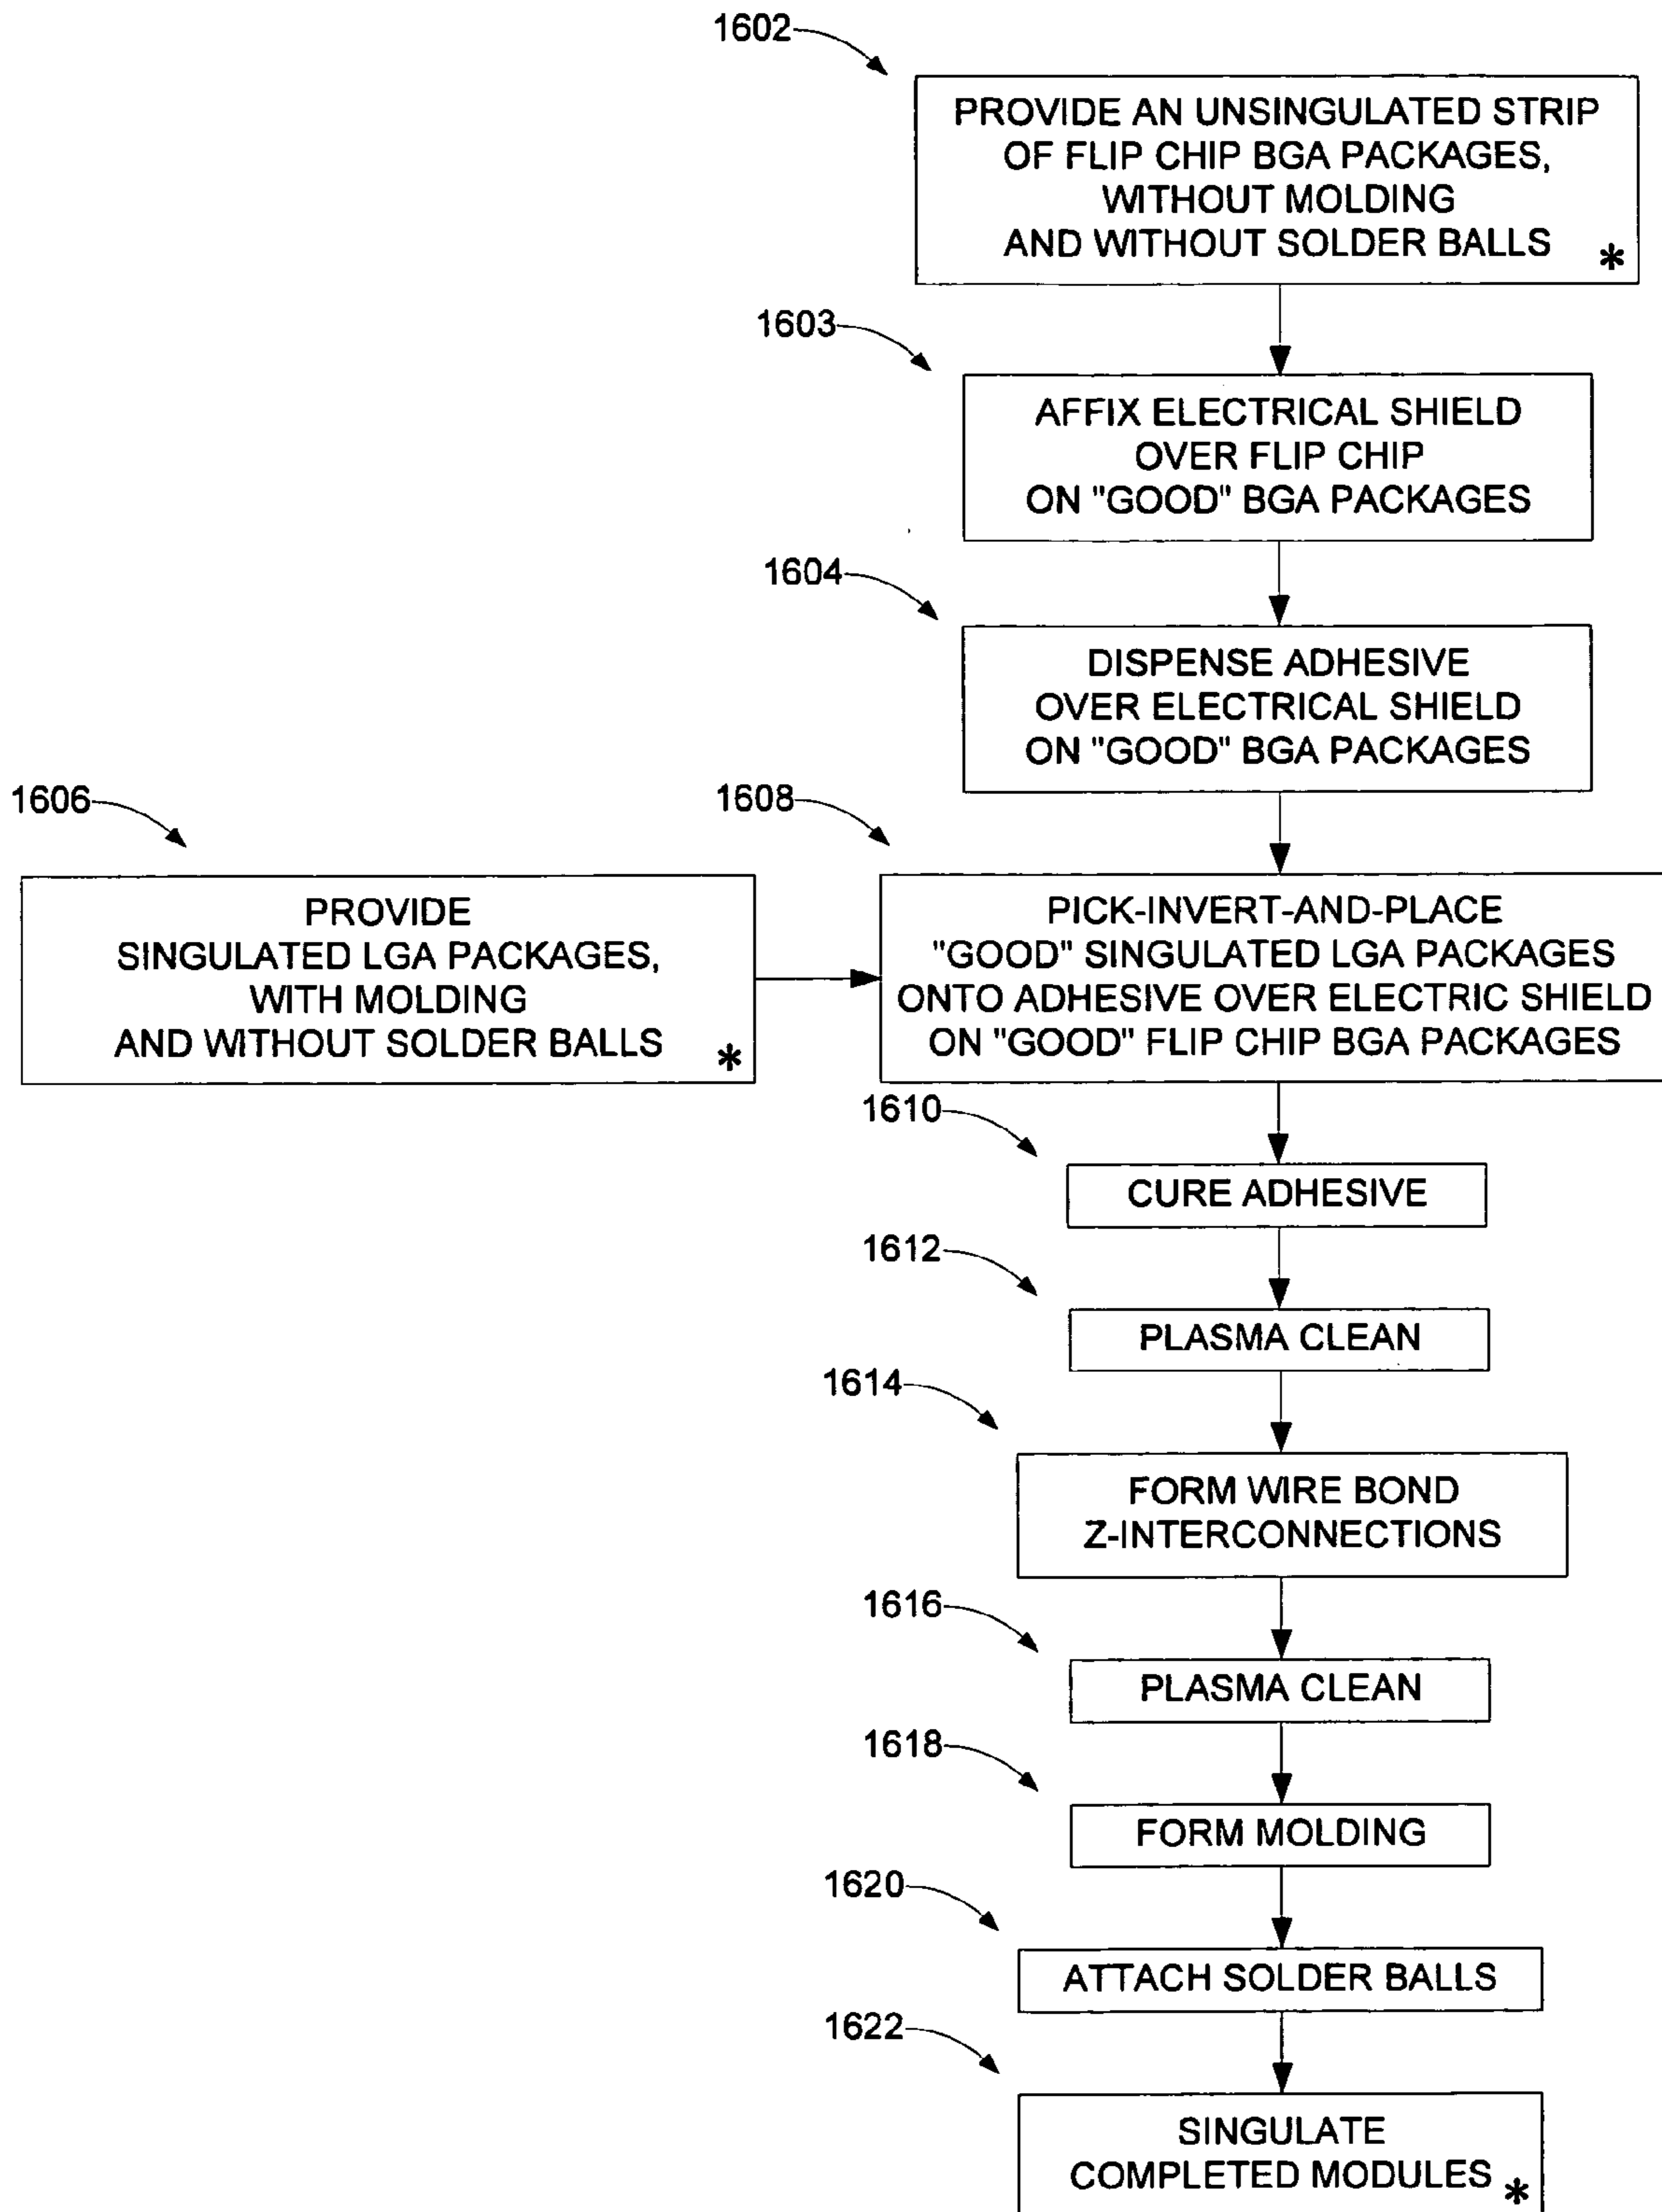 1602
PROVIDE AN UNSINGULATED STRIP
OF FLIP CHIP BGA PACKAGES,
WITHOUT MOLDING
AND WITHOUT SOLDER BALLS *
1603
AFFIX ELECTRICAL SHIELD
OVER FLIP CHIP
ON "GOOD" BGA PACKAGES
1604
DISPENSE ADHESIVE
OVER ELECTRICAL SHIELD
ON "GOOD" BGA PACKAGES
1606
PROVIDE
SINGULATED LGA PACKAGES,
WITH MOLDING
AND WITHOUT SOLDER BALLS *
1608
PICK-INVERT-AND-PLACE
"GOOD" SINGULATED LGA PACKAGES
ONTO ADHESIVE OVER ELECTRIC SHIELD
ON "GOOD" FLIP CHIP BGA PACKAGES
1610
CURE ADHESIVE
1612
PLASMA CLEAN
1614
FORM WIRE BOND
Z-INTERCONNECTIONS
1616
PLASMA CLEAN
1618
FORM MOLDING
1620
ATTACH SOLDER BALLS
1622
SINGULATE
COMPLETED MODULES *